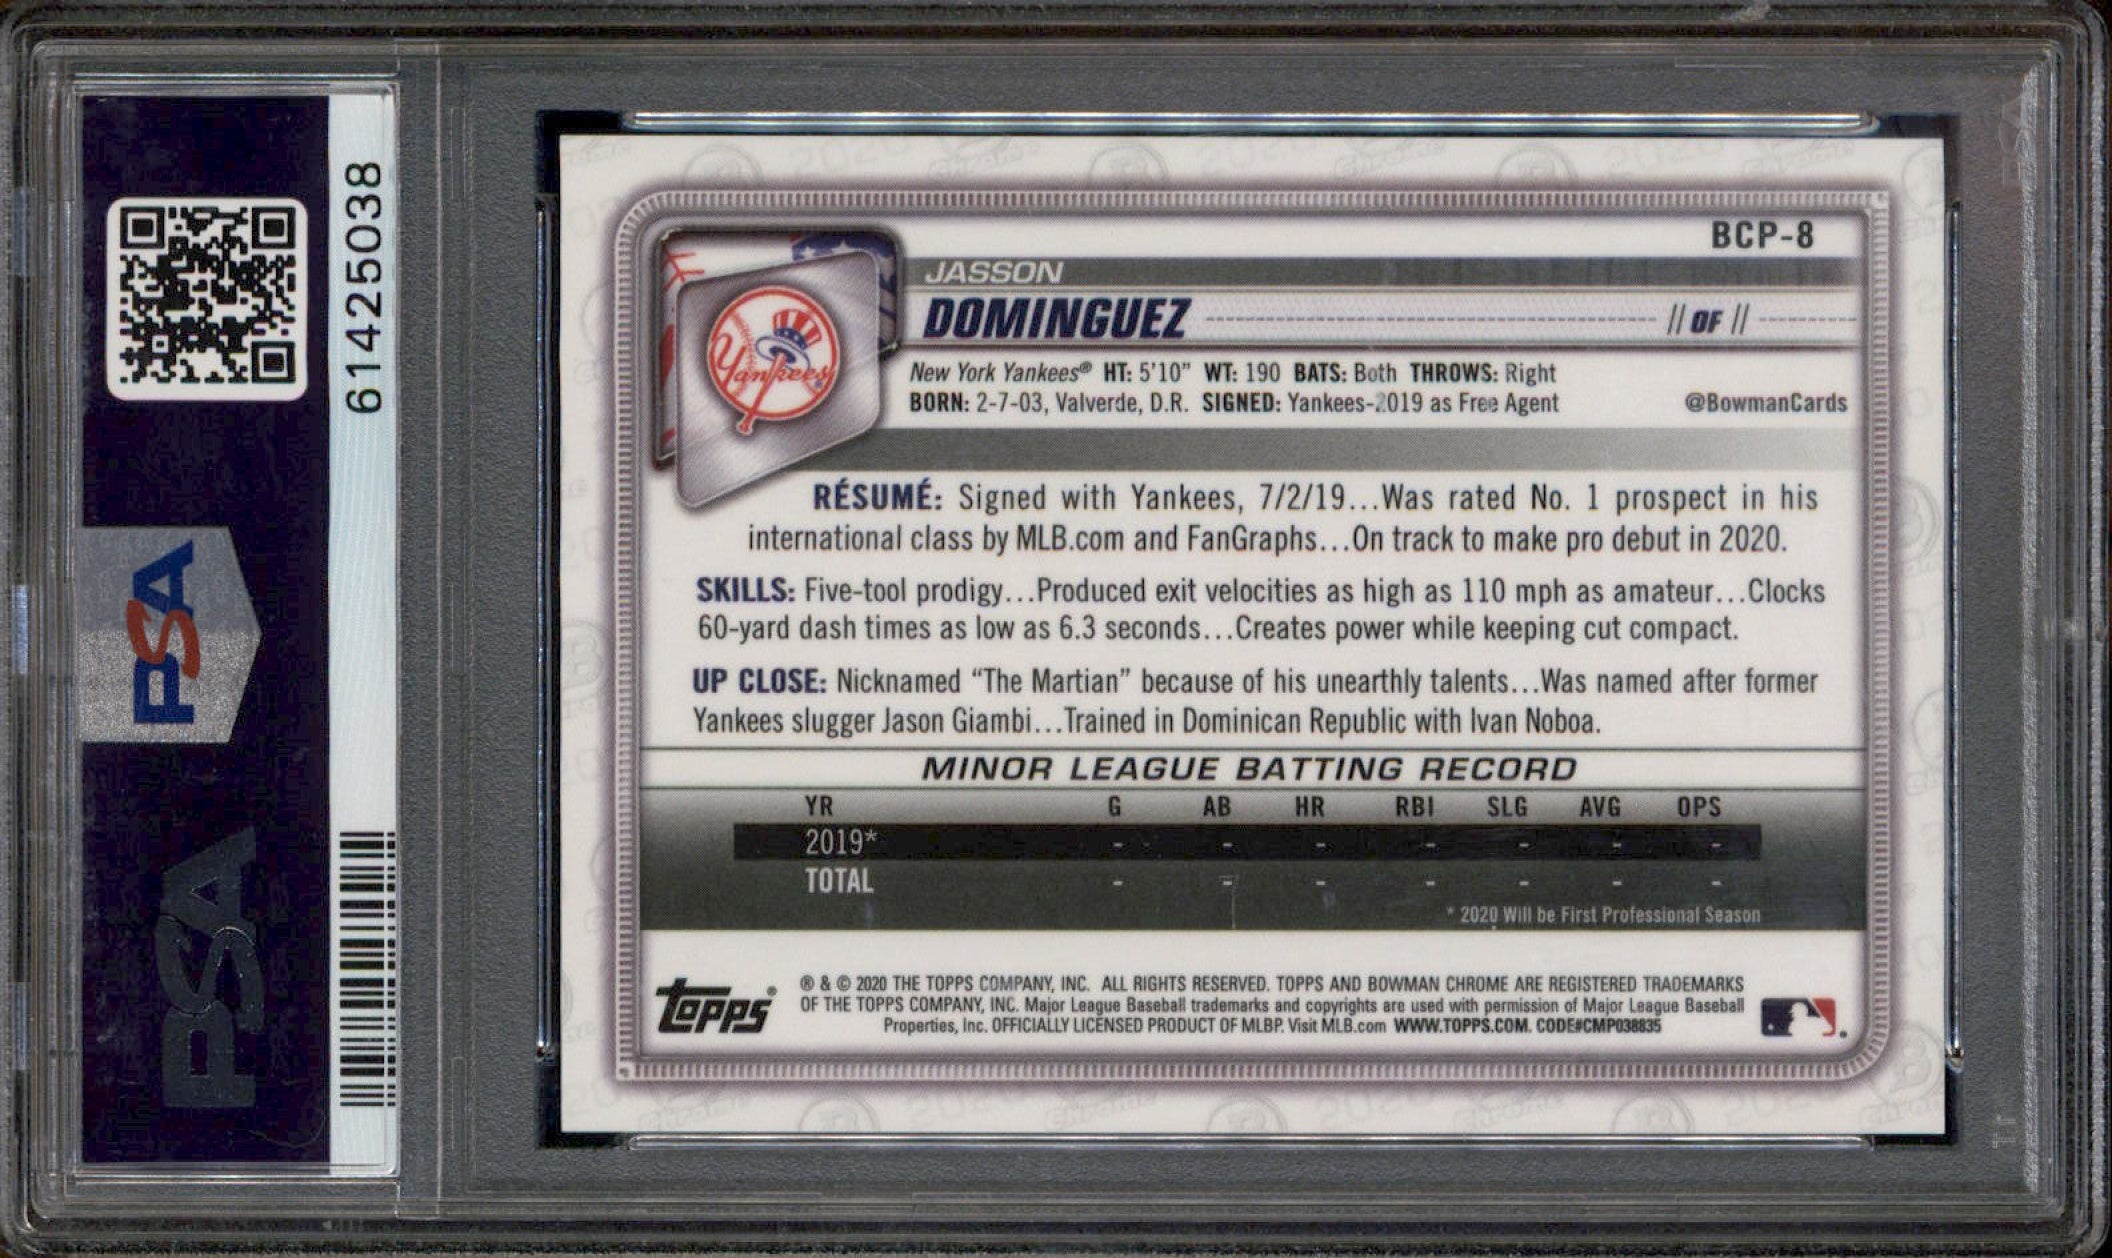 61425038
PSA
PSA
BCP-8
JASSON
DOMINGUEZ // OF //
Yankees
New York Yankees® HT: 5'10" WT: 190 BATS: Both THROWS: Right
BORN: 2-7-03, Valverde, D.R. SIGNED: Yankees-2019 as Free Agent @BowmanCards
RÉSUMÉ: Signed with Yankees, 7/2/19...Was rated No. 1 prospect in his
international class by MLB.com and FanGraphs...On track to make pro debut in 2020.
SKILLS: Five-tool prodigy...Produced exit velocities as high as 110 mph as amateur...Clocks
60-yard dash times as low as 6.3 seconds...Creates power while keeping cut compact.
UP CLOSE: Nicknamed "The Martian" because of his unearthly talents...Was named after former
Yankees slugger Jason Giambi...Trained in Dominican Republic with Ivan Noboa.
MINOR LEAGUE BATTING RECORD
YR G AB HR RBI SLG AVG OPS
2019* - - - - - - -
TOTAL - - - - - - -
* 2020 Will be First Professional Season
topps®
® & © 2020 THE TOPPS COMPANY, INC. ALL RIGHTS RESERVED. TOPPS AND BOWMAN CHROME ARE REGISTERED TRADEMARKS
OF THE TOPPS COMPANY, INC. Major League Baseball trademarks and copyrights are used with permission of Major League Baseball
Properties, Inc. OFFICIALLY LICENSED PRODUCT OF MLBP. Visit MLB.com WWW.TOPPS.COM. CODE#CMP038835